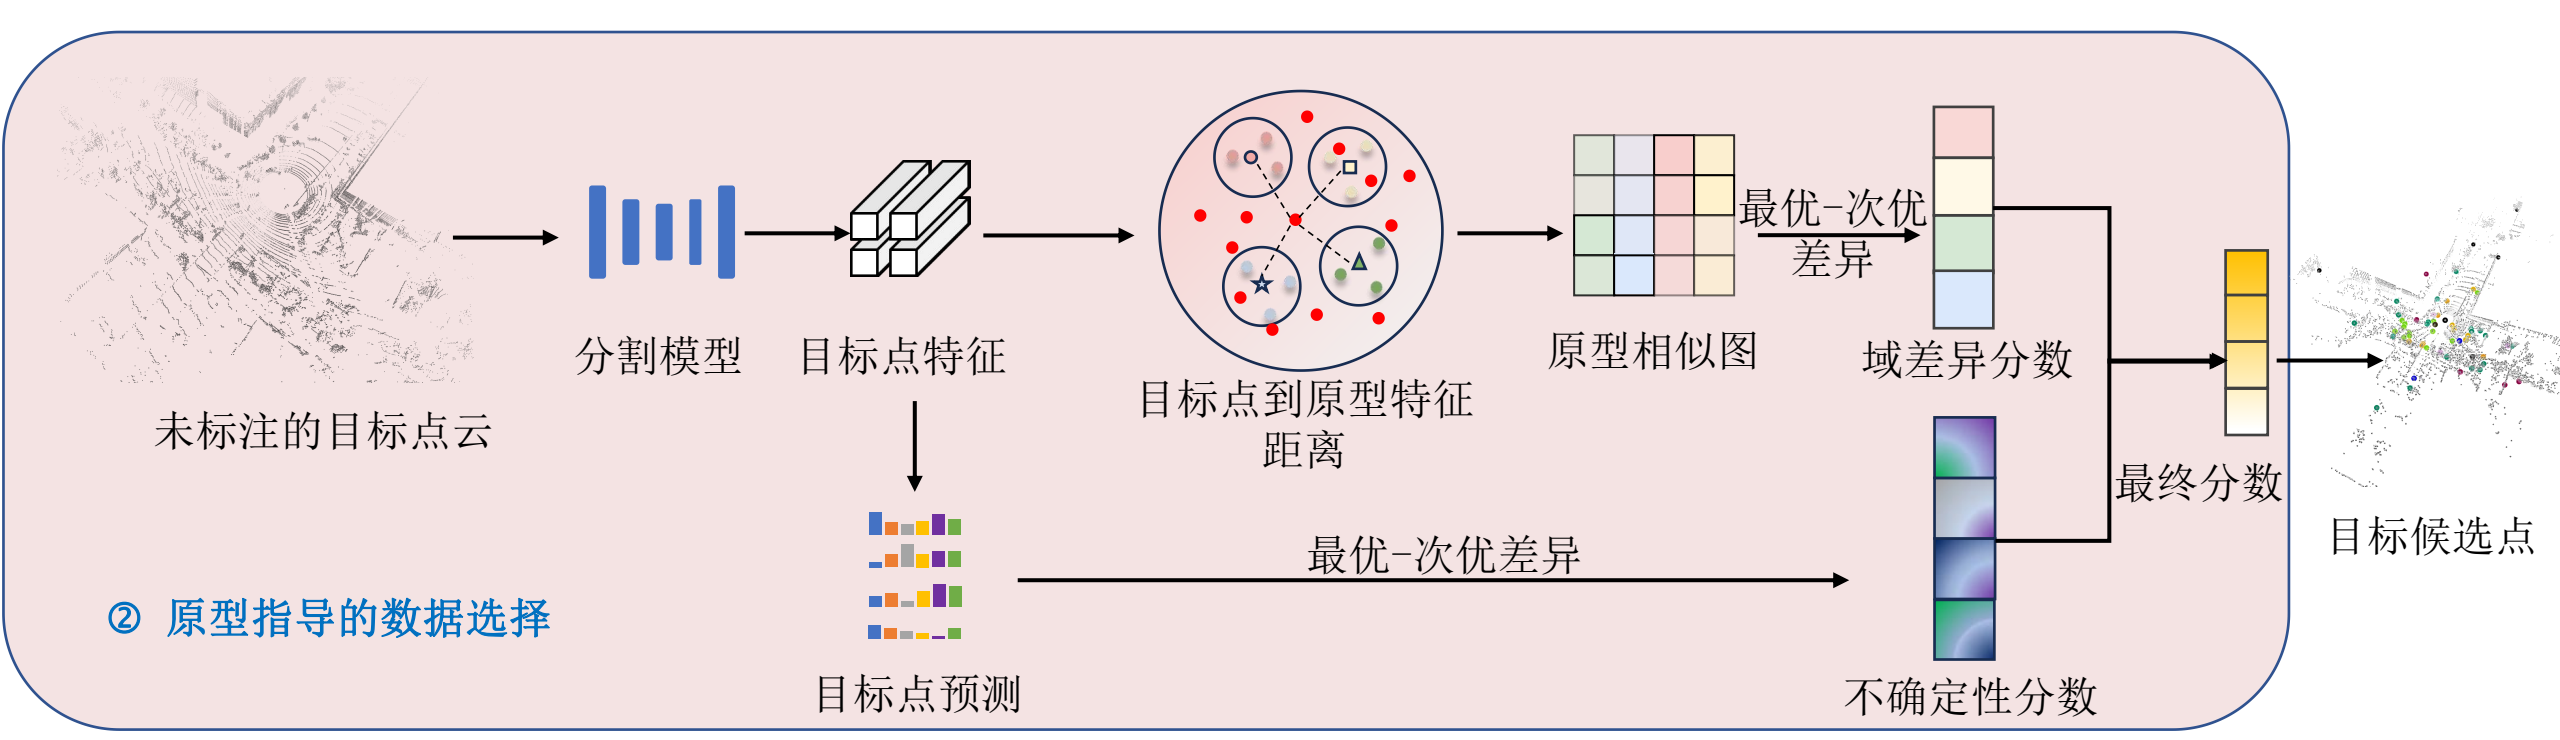 未标注的目标点云
分割模型
目标点特征
目标点到原型特征
距离
原型相似图
最优-次优
差异
域差异分数
最终分数
目标候选点
目标点预测
最优-次优差异
不确定性分数
② 原型指导的数据选择